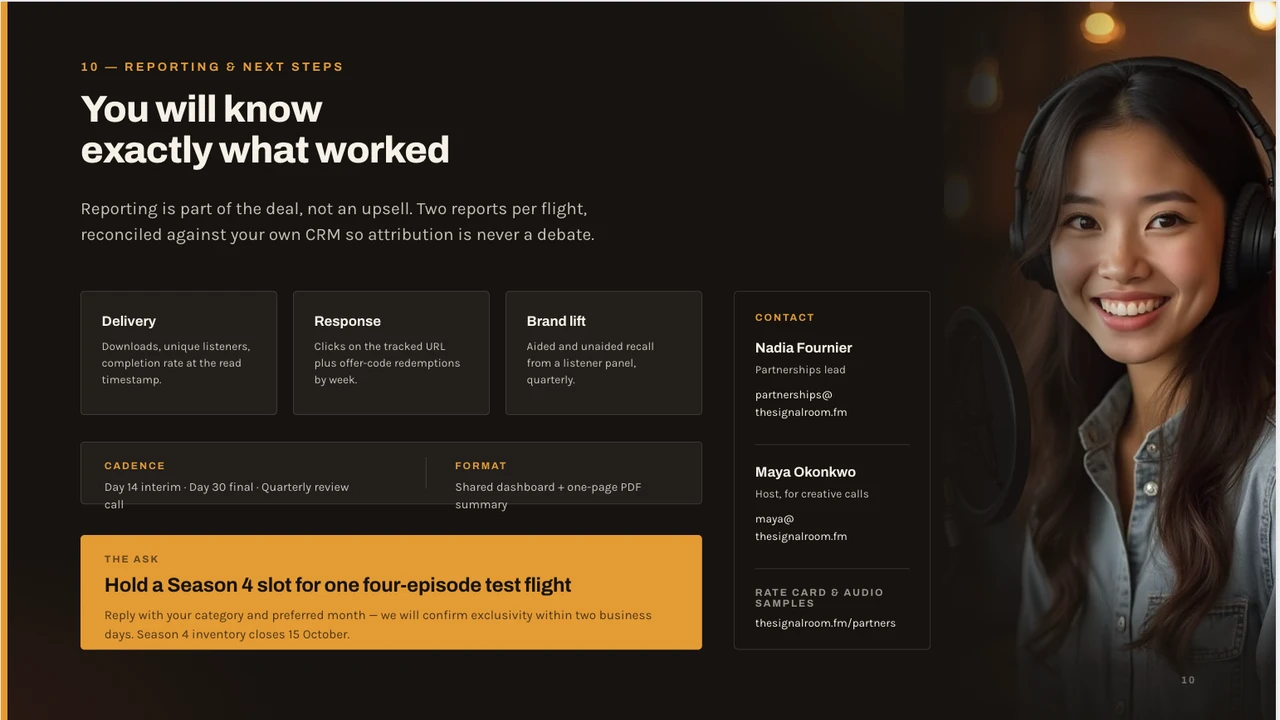 10 — REPORTING & NEXT STEPS
You will know
exactly what worked
Reporting is part of the deal, not an upsell. Two reports per flight,
reconciled against your own CRM so attribution is never a debate.
Delivery
Downloads, unique listeners,
completion rate at the read
timestamp.
Response
Clicks on the tracked URL
plus offer-code redemptions
by week.
Brand lift
Aided and unaided recall
from a listener panel,
quarterly.
CADENCE
Day 14 interim · Day 30 final · Quarterly review
call
FORMAT
Shared dashboard + one-page PDF
summary
THE ASK
Hold a Season 4 slot for one four-episode test flight
Reply with your category and preferred month — we will confirm exclusivity within two business
days. Season 4 inventory closes 15 October.
CONTACT
Nadia Fournier
Partnerships lead
partnerships@
thesignalroom.fm
Maya Okonkwo
Host, for creative calls
maya@
thesignalroom.fm
RATE CARD & AUDIO
SAMPLES
thesignalroom.fm/partners
10